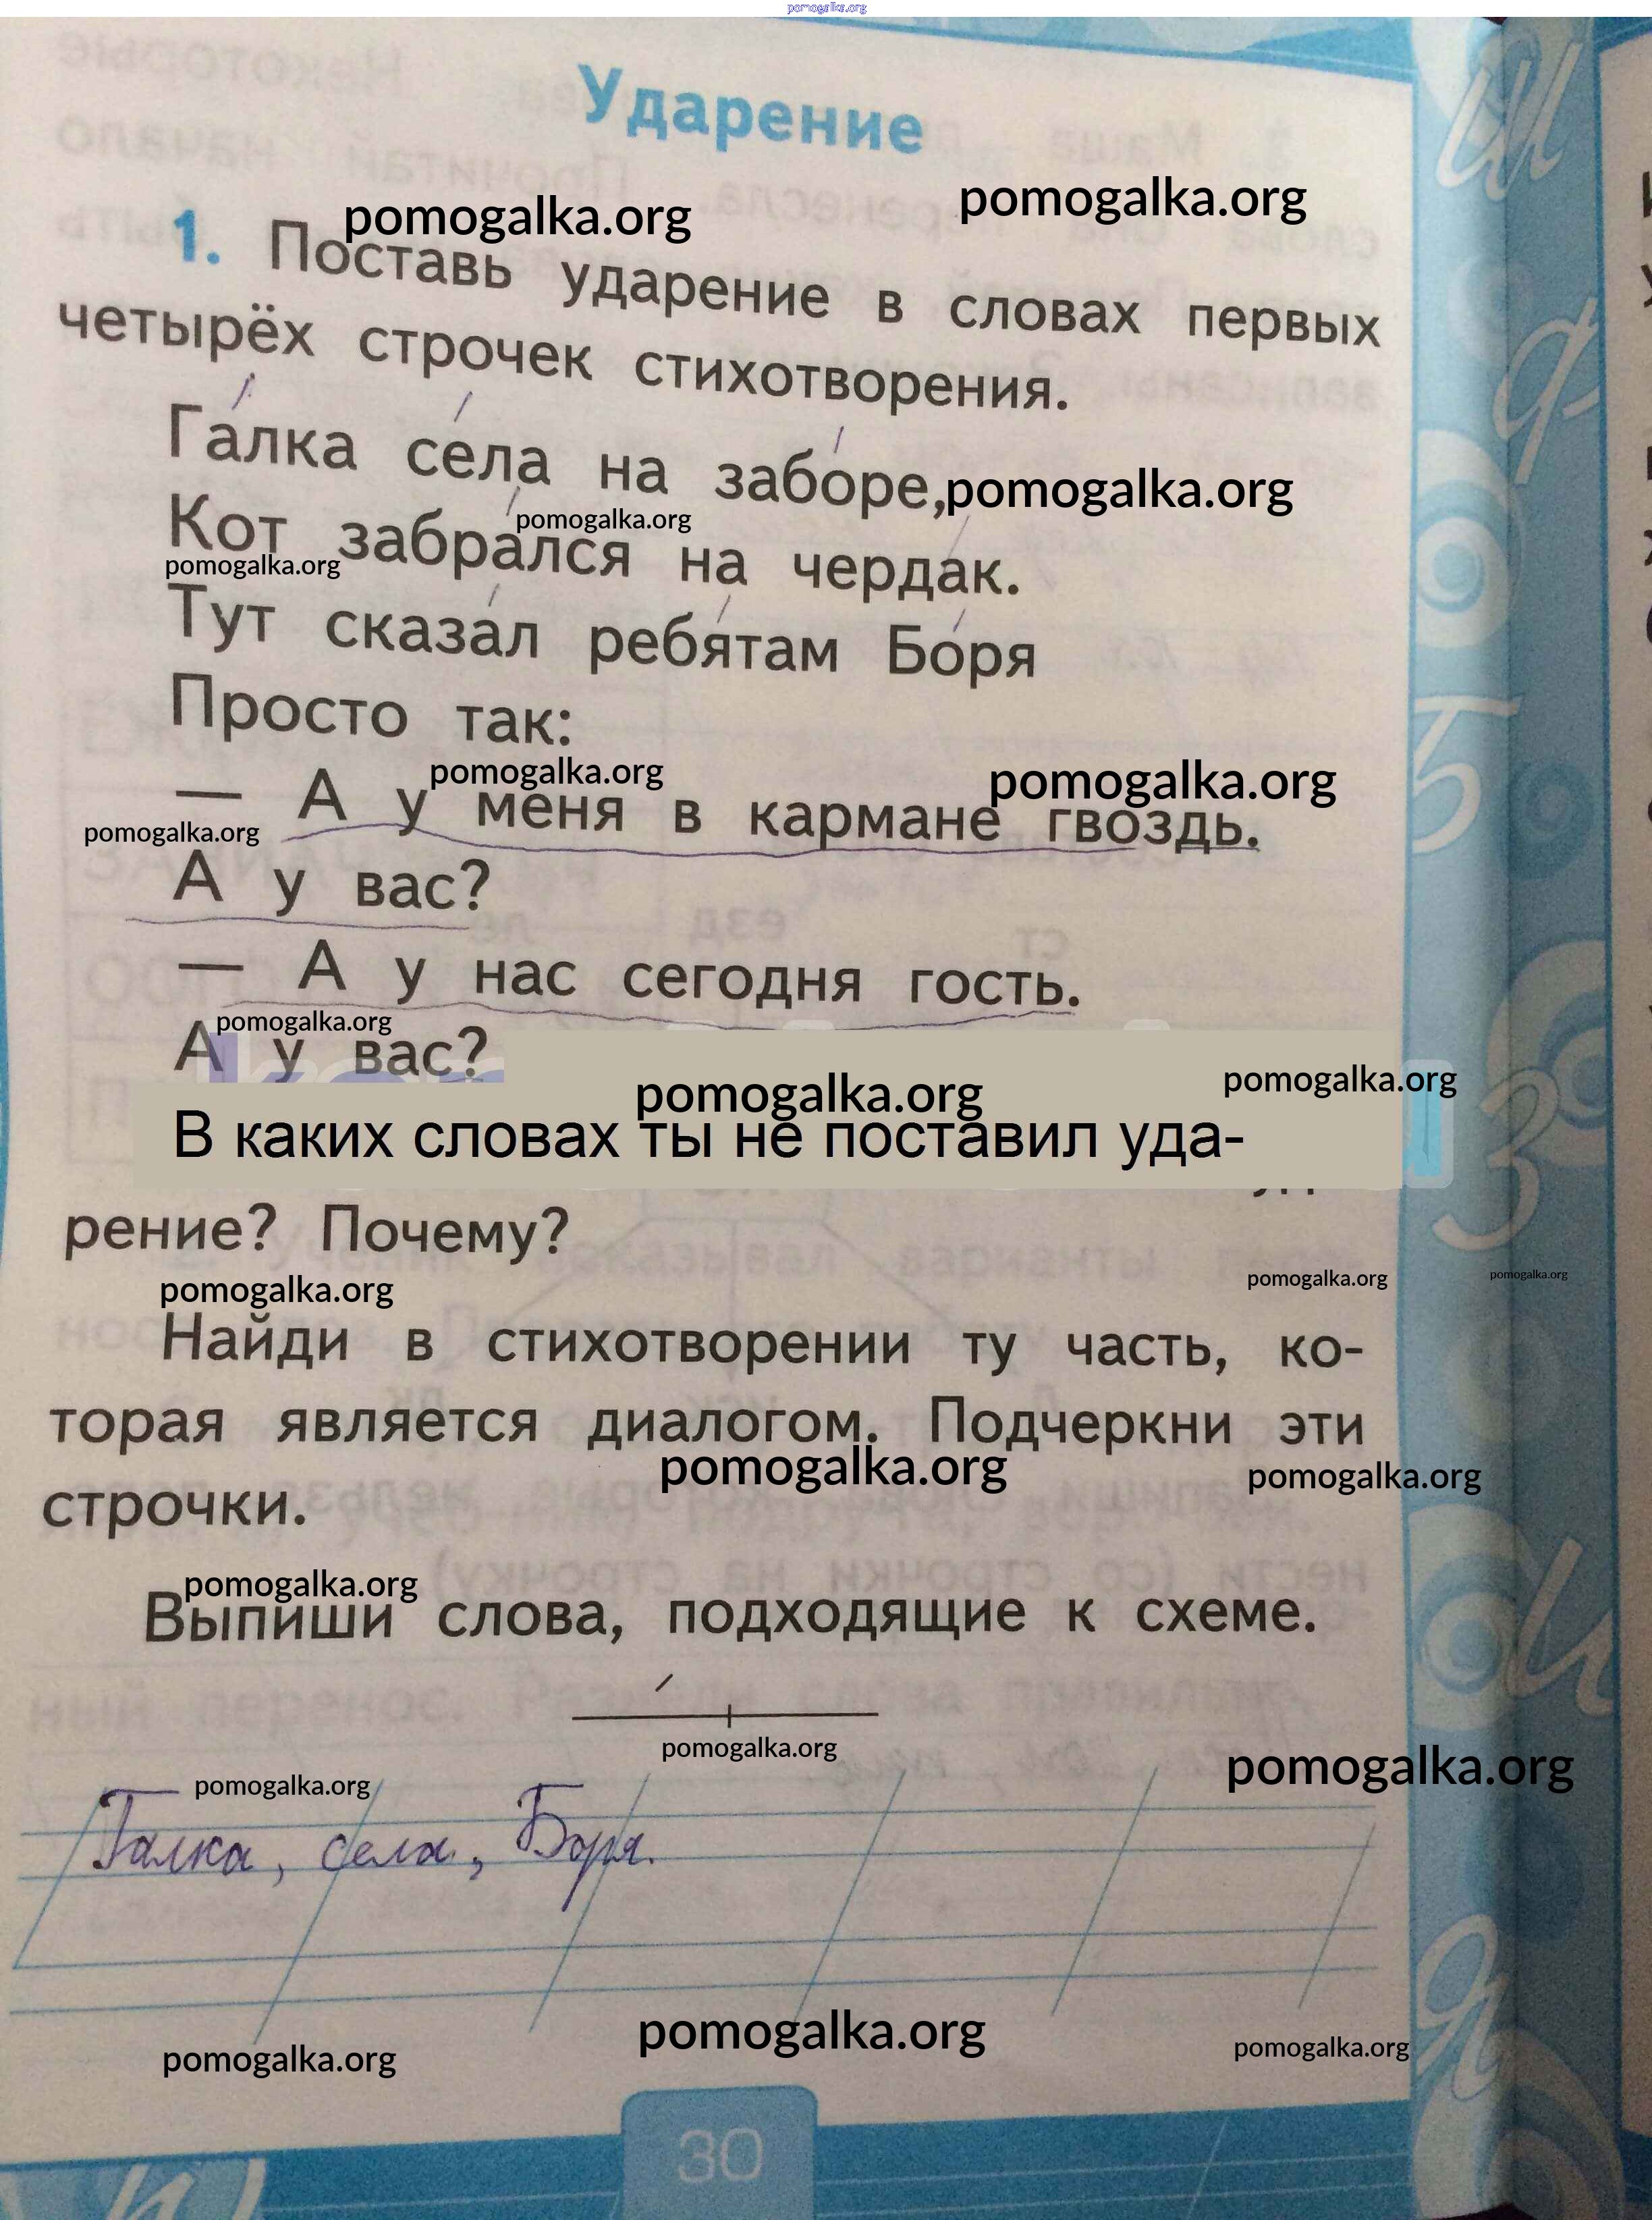 pomogalka.org
Ударение
pomogalka.org
pomogalka.org
1. Поставь ударение в словах первых
четырёх строчек стихотворения.
Галка села на заборе,
pomogalka.org
Кот забрался на чердак.
pomogalka.org
pomogalka.org
Тут сказал ребятам Боря
Просто так:
pomogalka.org
pomogalka.org
— А у меня в кармане гвоздь.
pomogalka.org
А у вас?
— А у нас сегодня гость.
pomogalka.org
А у вас?
pomogalka.org
pomogalka.org
В каких словах ты не поставил уда-
рение? Почему?
pomogalka.org
pomogalka.org
pomogalka.org
Найди в стихотворении ту часть, ко-
торая является диалогом. Подчеркни эти
pomogalka.org
pomogalka.org
строчки.
pomogalka.org
Выпиши слова, подходящие к схеме.
pomogalka.org
pomogalka.org
pomogalka.org
Галка, села, Боря.
pomogalka.org
pomogalka.org
pomogalka.org
30